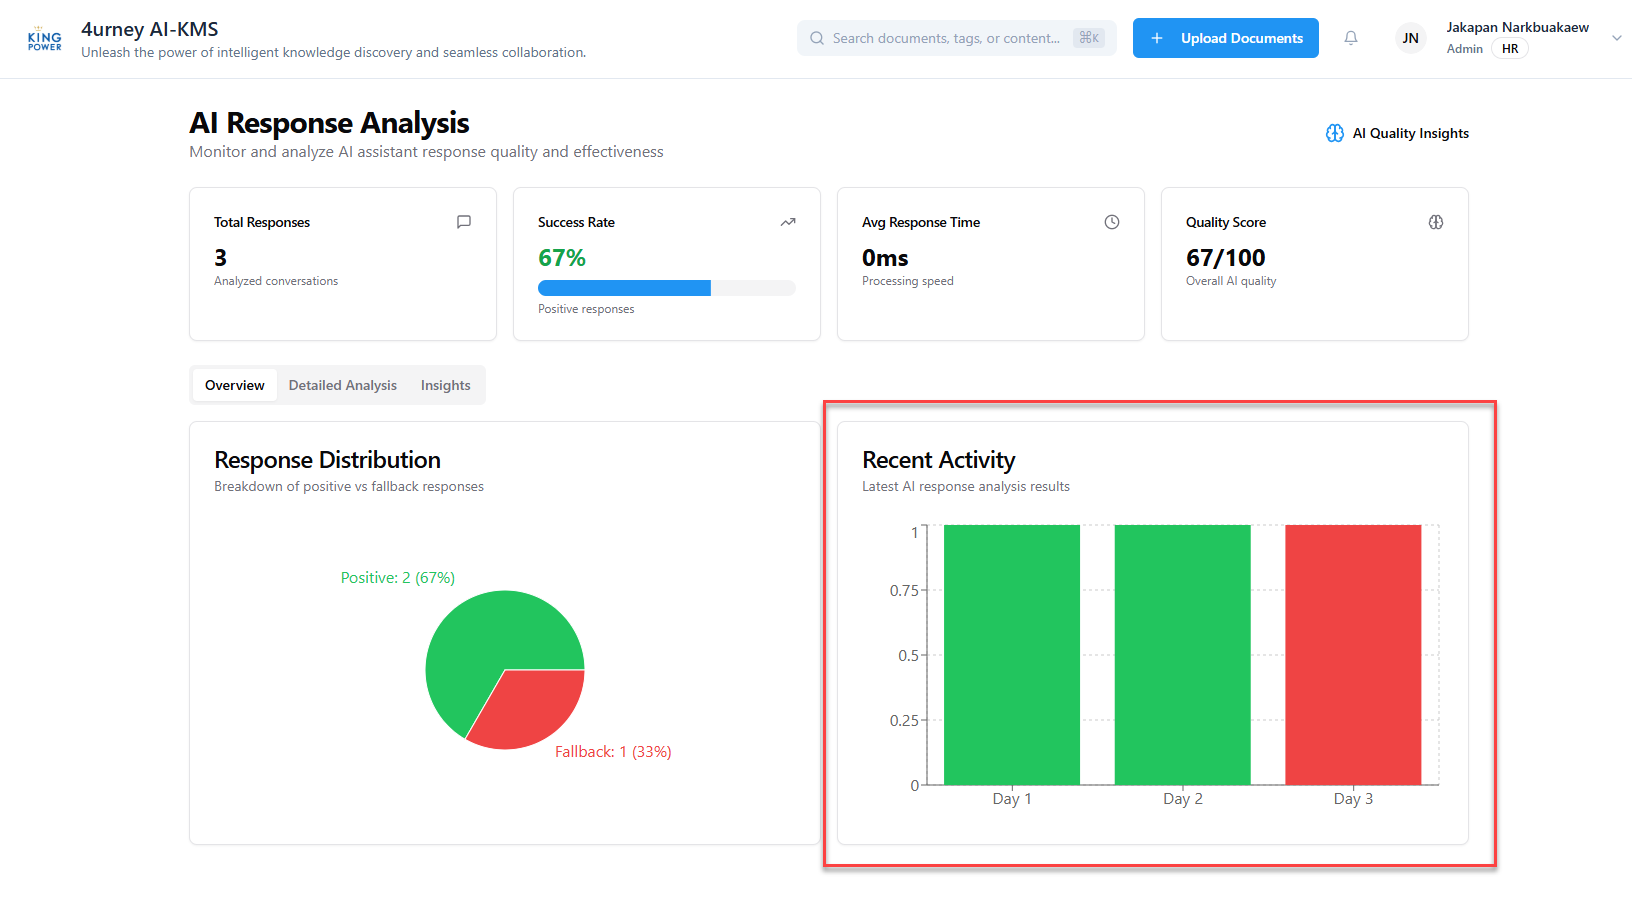 KING
POWER
4urney AI-KMS
Unleash the power of intelligent knowledge discovery and seamless collaboration.
Search documents, tags, or content...
⌘K
+ Upload Documents
JN
Jakapan Narkbuakaew
Admin HR
AI Response Analysis
Monitor and analyze AI assistant response quality and effectiveness
AI Quality Insights
Total Responses
3
Analyzed conversations
Success Rate
67%
Positive responses
Avg Response Time
0ms
Processing speed
Quality Score
67/100
Overall AI quality
Overview Detailed Analysis Insights
Response Distribution
Breakdown of positive vs fallback responses
Positive: 2 (67%)
Fallback: 1 (33%)
Recent Activity
Latest AI response analysis results
1
0.75
0.5
0.25
0
Day 1 Day 2 Day 3